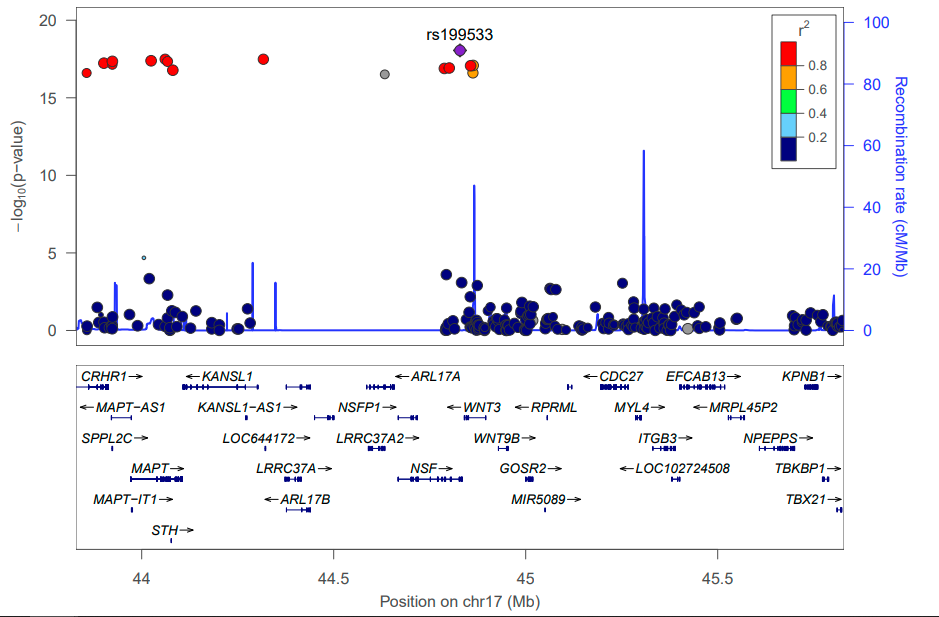 20
15
10
5
0
−log10(p−value)
rs199533
r2
0.8
0.6
0.4
0.2
100
80
60
40
20
0
Recombination rate (cM/Mb)
CRHR1→ ←KANSL1 ←ARL17A ←CDC27 EFCAB13→ KPNB1→
←MAPT−AS1 KANSL1−AS1→ NSFP1→ ←WNT3 ←RPRML MYL4→ ←MRPL45P2
SPPL2C→ LOC644172→ LRRC37A2→ WNT9B→ ITGB3→ NPEPPS→
MAPT→ LRRC37A→ NSF→ GOSR2→ ←LOC102724508 TBKBP1→
MAPT−IT1→ ←ARL17B MIR5089→ TBX21→
STH→
44 44.5 45 45.5
Position on chr17 (Mb)